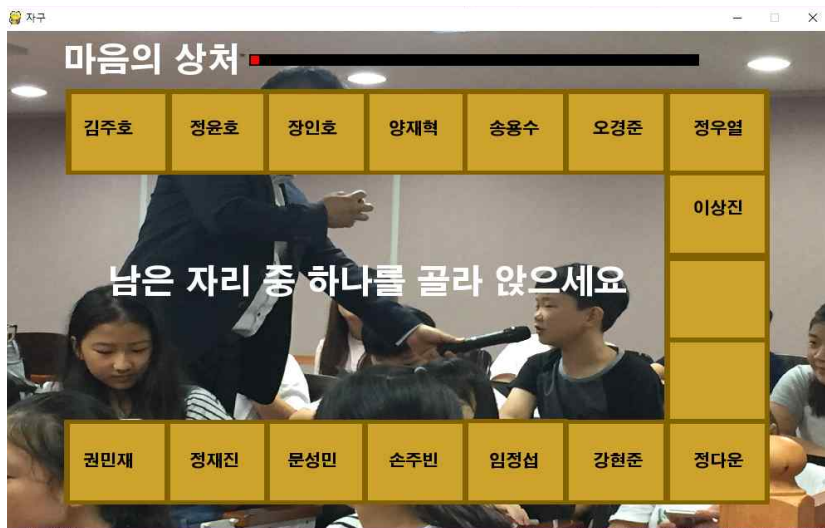 자구
마음의 상처
김주호 정윤호 장인호 양재혁 송용수 오경준 정우열
이상진
남은 자리 중 하나를 골라 앉으세요
권민재 정재진 문성민 손주빈 임정섭 강현준 정다운